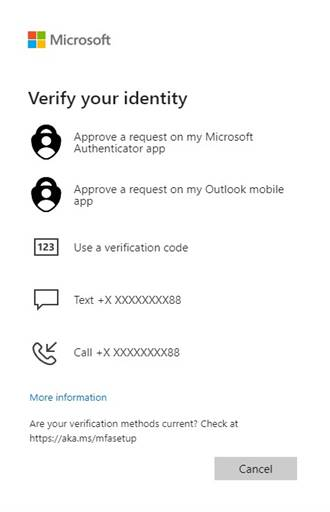 Microsoft
Verify your identity
Approve a request on my Microsoft
Authenticator app
Approve a request on my Outlook mobile
app
123
Use a verification code
Text +X XXXXXXXX88
Call +X XXXXXXXX88
More information
Are your verification methods current? Check at
https://aka.ms/mfasetup
Cancel